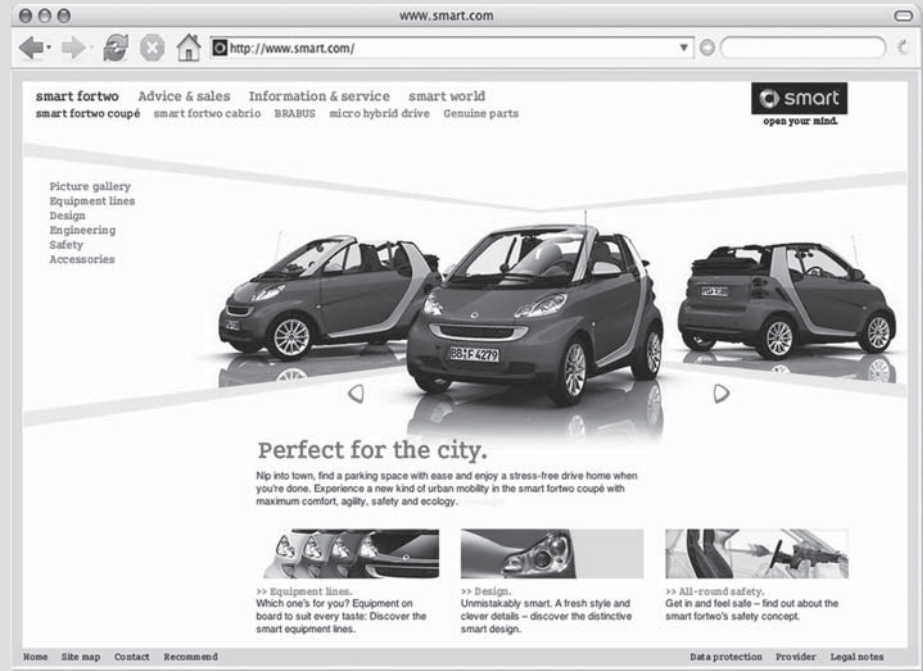 www.smart.com
http://www.smart.com/
smart fortwo Advice & sales Information & service smart world
smart fortwo coupé smart fortwo cabrio BRABUS micro hybrid drive Genuine parts
smart
open your mind.
Picture gallery
Equipment lines
Design
Engineering
Safety
Accessories
BB F 4279
Perfect for the city.
Nip into town, find a parking space with ease and enjoy a stress-free drive home when
you're done. Experience a new kind of urban mobility in the smart fortwo coupé with
maximum comfort, agility, safety and ecology.
>> Equipment lines.
Which one's for you? Equipment on
board to suit every taste: Discover the
smart equipment lines.
>> Design.
Unmistakably smart. A fresh style and
clever details – discover the distinctive
smart design.
>> All-round safety.
Get in and feel safe – find out about the
smart fortwo's safety concept.
Home Site map Contact Recommend Data protection Provider Legal notes